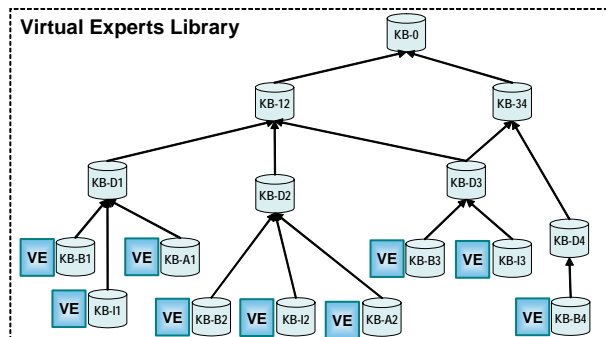 Virtual Experts Library
KB-0
KB-12
KB-34
KB-D1
KB-D2
KB-D3
KB-D4
VE KB-B1
VE KB-A1
VE KB-I1
VE KB-B2
VE KB-I2
VE KB-A2
VE KB-B3
VE KB-I3
VE KB-B4